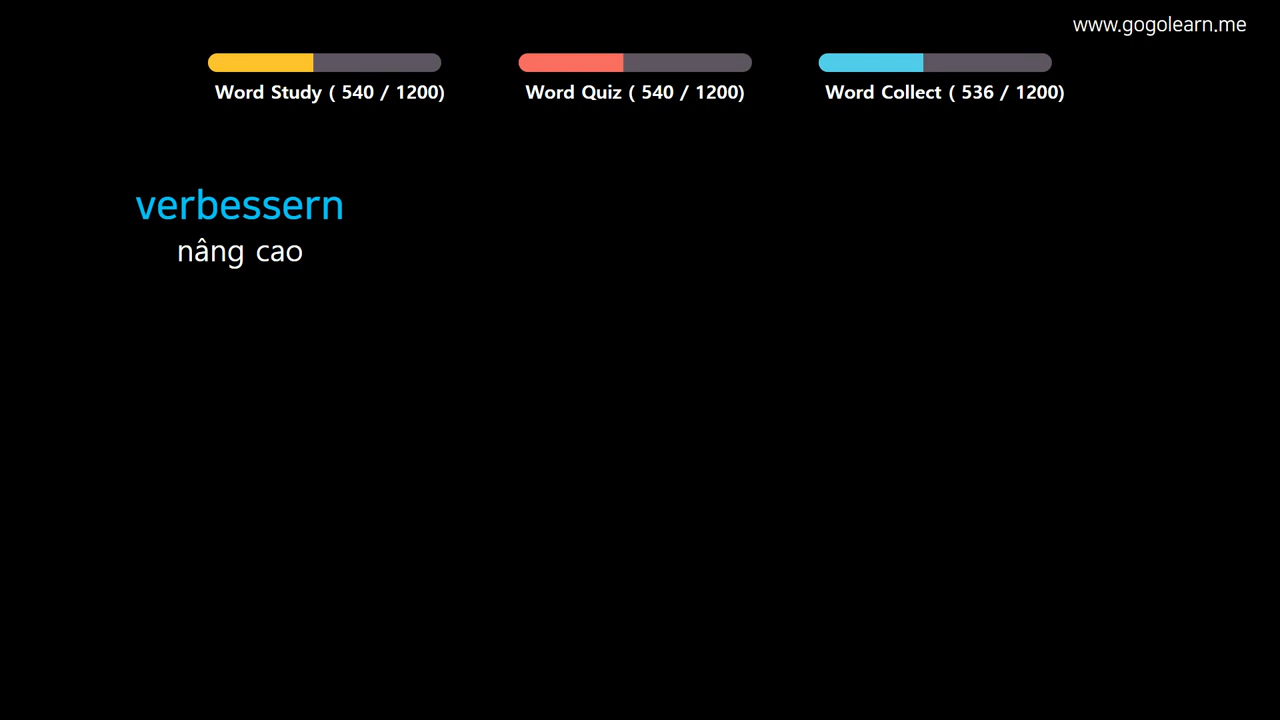 www.gogolearn.me
Word Study ( 540 / 1200)
Word Quiz ( 540 / 1200)
Word Collect ( 536 / 1200)
verbessern
nâng cao